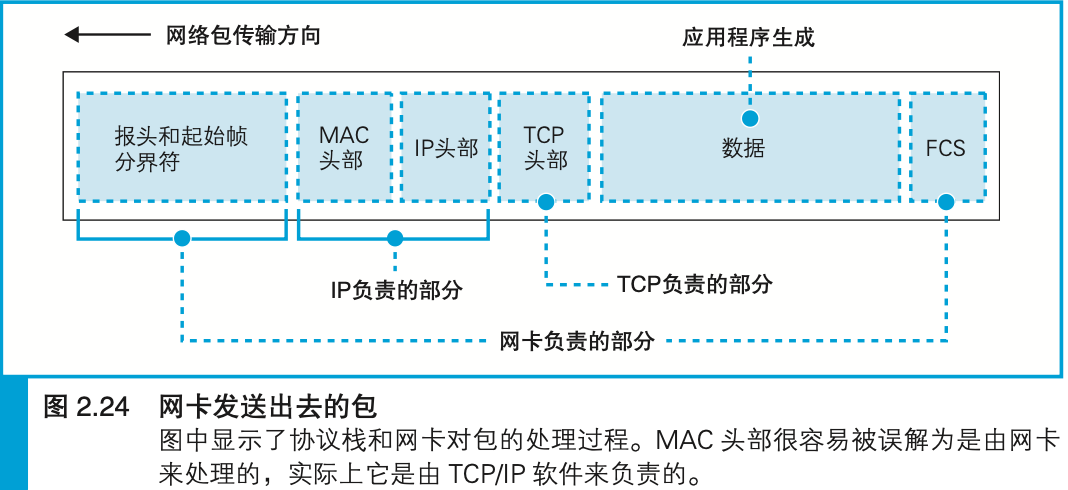 网络包传输方向
应用程序生成
报头和起始帧
分界符
MAC
头部
IP头部
TCP
头部
数据
FCS
IP负责的部分
TCP负责的部分
网卡负责的部分
图 2.24 网卡发送出去的包
图中显示了协议栈和网卡对包的处理过程。MAC 头部很容易被误解为是由网卡
来处理的，实际上它是由 TCP/IP 软件来负责的。